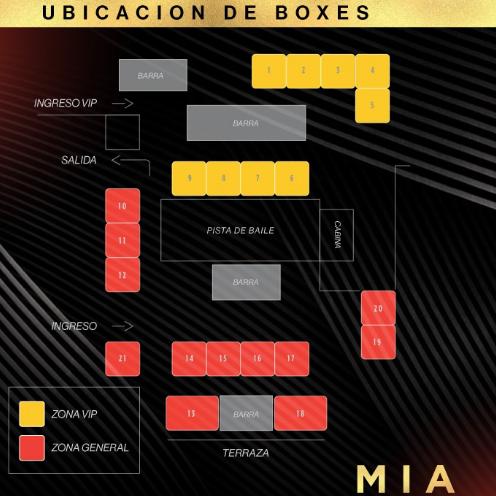 UBICACION DE BOXES
BARRA
1 2 3 4
5
INGRESO VIP
BARRA
SALIDA
9 8 7 6
10
11
12
PISTA DE BAILE
CABINA
BARRA
20
19
INGRESO
21
14 15 16 17
13 BARRA 18
ZONA VIP
ZONA GENERAL
TERRAZA
MIA